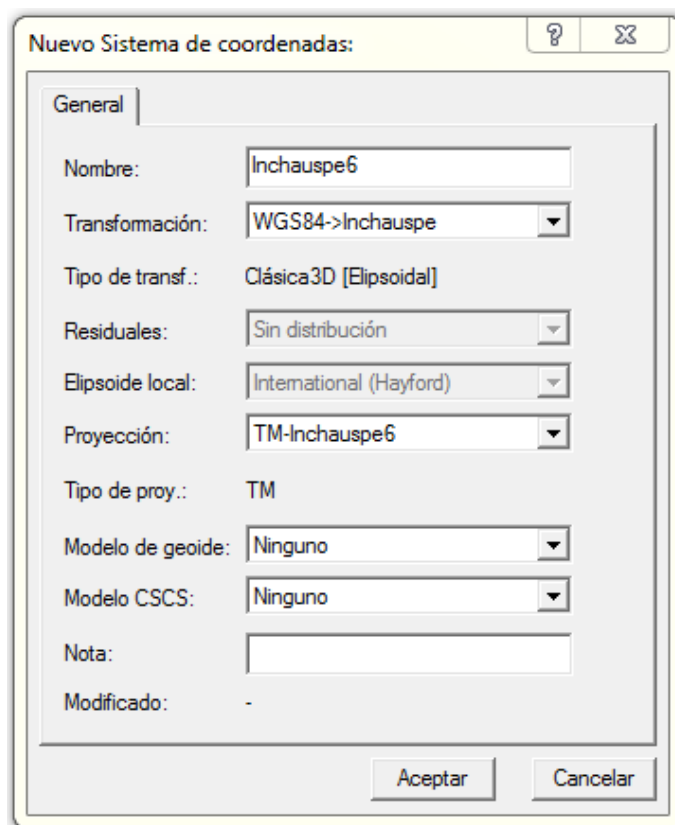 Nuevo Sistema de coordenadas:
General
Nombre: Inchauspe6
Transformación: WGS84->Inchauspe
Tipo de transf.: Clásica3D [Elipsoidal]
Residuales: Sin distribución
Elipsoide local: International (Hayford)
Proyección: TM-Inchauspe6
Tipo de proy.: TM
Modelo de geoide: Ninguno
Modelo CSCS: Ninguno
Nota:
Modificado: -
Aceptar Cancelar